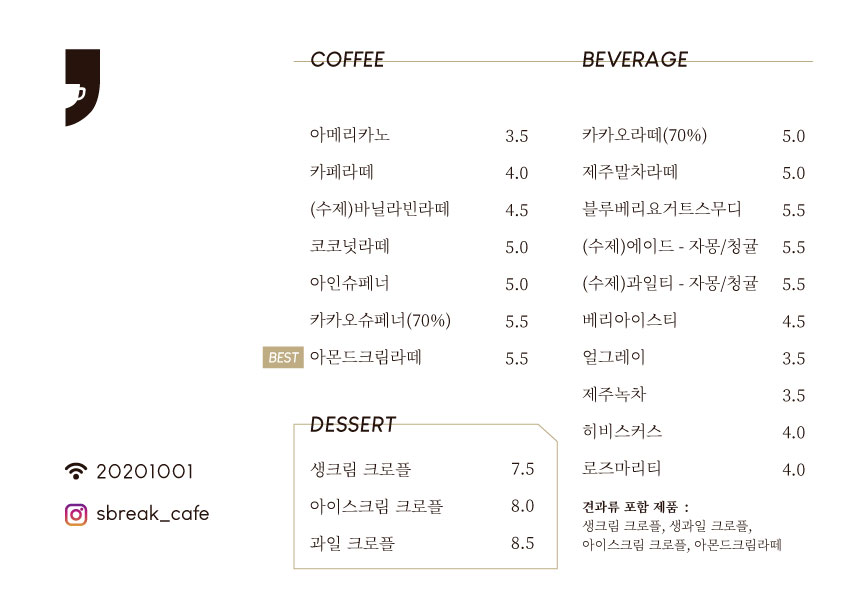 COFFEE
아메리카노 3.5
카페라떼 4.0
(수제)바닐라빈라떼 4.5
코코넛라떼 5.0
아인슈페너 5.0
카카오슈페너(70%) 5.5
BEST 아몬드크림라떼 5.5
DESSERT
생크림 크로플 7.5
아이스크림 크로플 8.0
과일 크로플 8.5
BEVERAGE
카카오라떼(70%) 5.0
제주말차라떼 5.0
블루베리요거트스무디 5.5
(수제)에이드 - 자몽/청귤 5.5
(수제)과일티 - 자몽/청귤 5.5
베리아이스티 4.5
얼그레이 3.5
제주녹차 3.5
히비스커스 4.0
로즈마리티 4.0
견과류 포함 제품 :
생크림 크로플, 생과일 크로플,
아이스크림 크로플, 아몬드크림라떼
20201001
sbreak_cafe